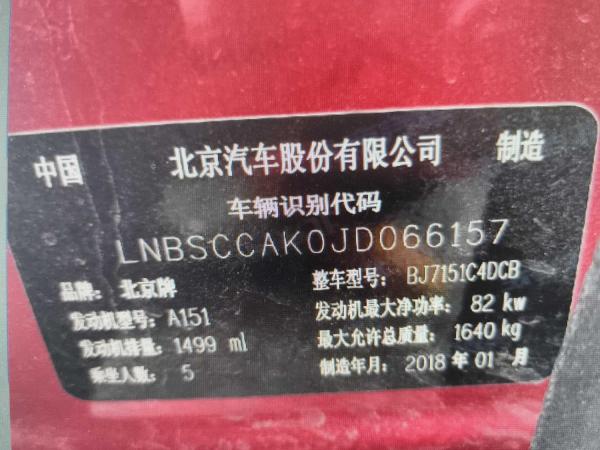 中国 北京汽车股份有限公司 制造
车辆识别代码
LNBSCCAK0JD066157
品牌: 北京牌 整车型号: BJ7151C4DCB
发动机型号: A151 发动机最大净功率: 82 kw
发动机排量: 1499 ml 最大允许总质量: 1640 kg
乘坐人数: 5 制造年月: 2018 年 01 月